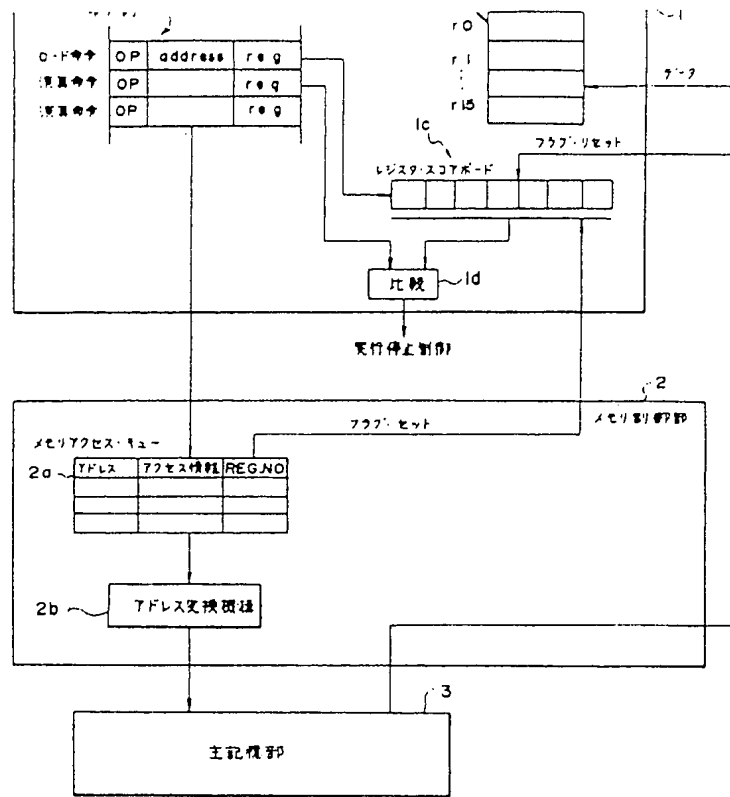 1
r0
ロード命令 OP address reg
r1
データ
演算命令 OP reg
r15
演算命令 OP reg
1c
フラグ・リセット
レジスタ・スコアボード
比較 1d
実行停止制御
2
フラグ・セット メモリ制御部
メモリアクセス・キュー
2a アドレス アクセス情報 REG.NO
2b アドレス変換機構
3
主記憶部